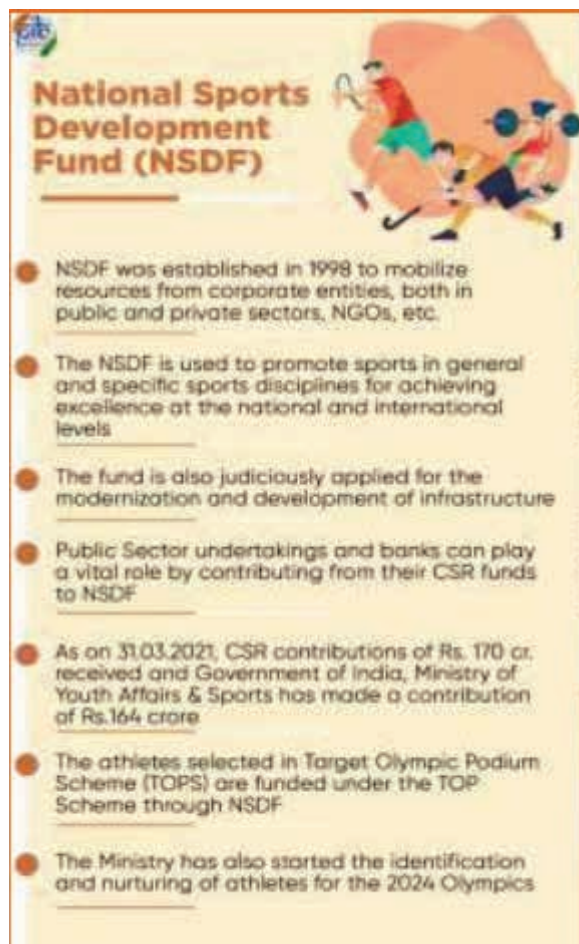 National Sports
Development
Fund (NSDF)
NSDF was established in 1998 to mobilize
resources from corporate entities, both in
public and private sectors, NGOs, etc.
The NSDF is used to promote sports in general
and specific sports disciplines for achieving
excellence at the national and international
levels
The fund is also judiciously applied for the
modernization and development of infrastructure
Public Sector undertakings and banks can play
a vital role by contributing from their CSR funds
to NSDF
As on 31.03.2021, CSR contributions of Rs. 170 cr.
received and Government of India, Ministry of
Youth Affairs & Sports has made a contribution
of Rs.164 crore
The athletes selected in Target Olympic Podium
Scheme (TOPS) are funded under the TOP
Scheme through NSDF
The Ministry has also started the identification
and nurturing of athletes for the 2024 Olympics